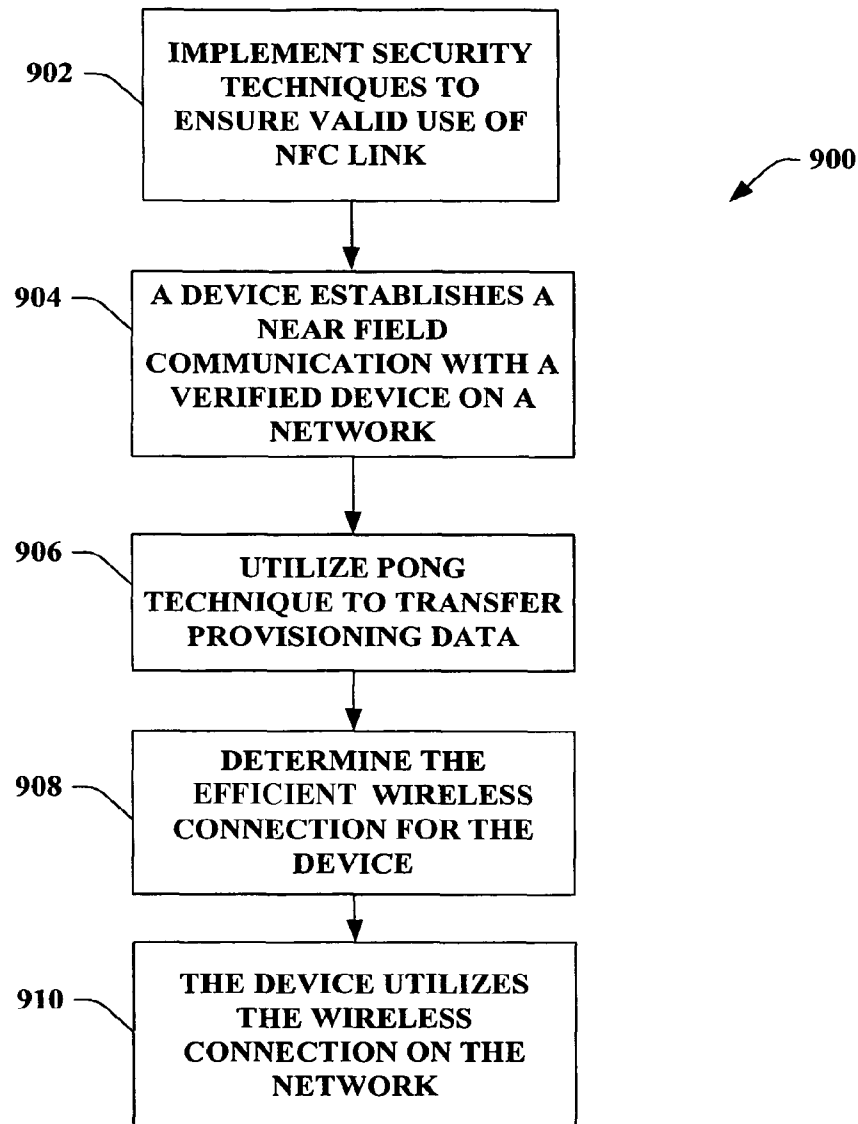 902
IMPLEMENT SECURITY
TECHNIQUES TO
ENSURE VALID USE OF
NFC LINK
900
904
A DEVICE ESTABLISHES A
NEAR FIELD
COMMUNICATION WITH A
VERIFIED DEVICE ON A
NETWORK
906
UTILIZE PONG
TECHNIQUE TO TRANSFER
PROVISIONING DATA
908
DETERMINE THE
EFFICIENT WIRELESS
CONNECTION FOR THE
DEVICE
910
THE DEVICE UTILIZES
THE WIRELESS
CONNECTION ON THE
NETWORK